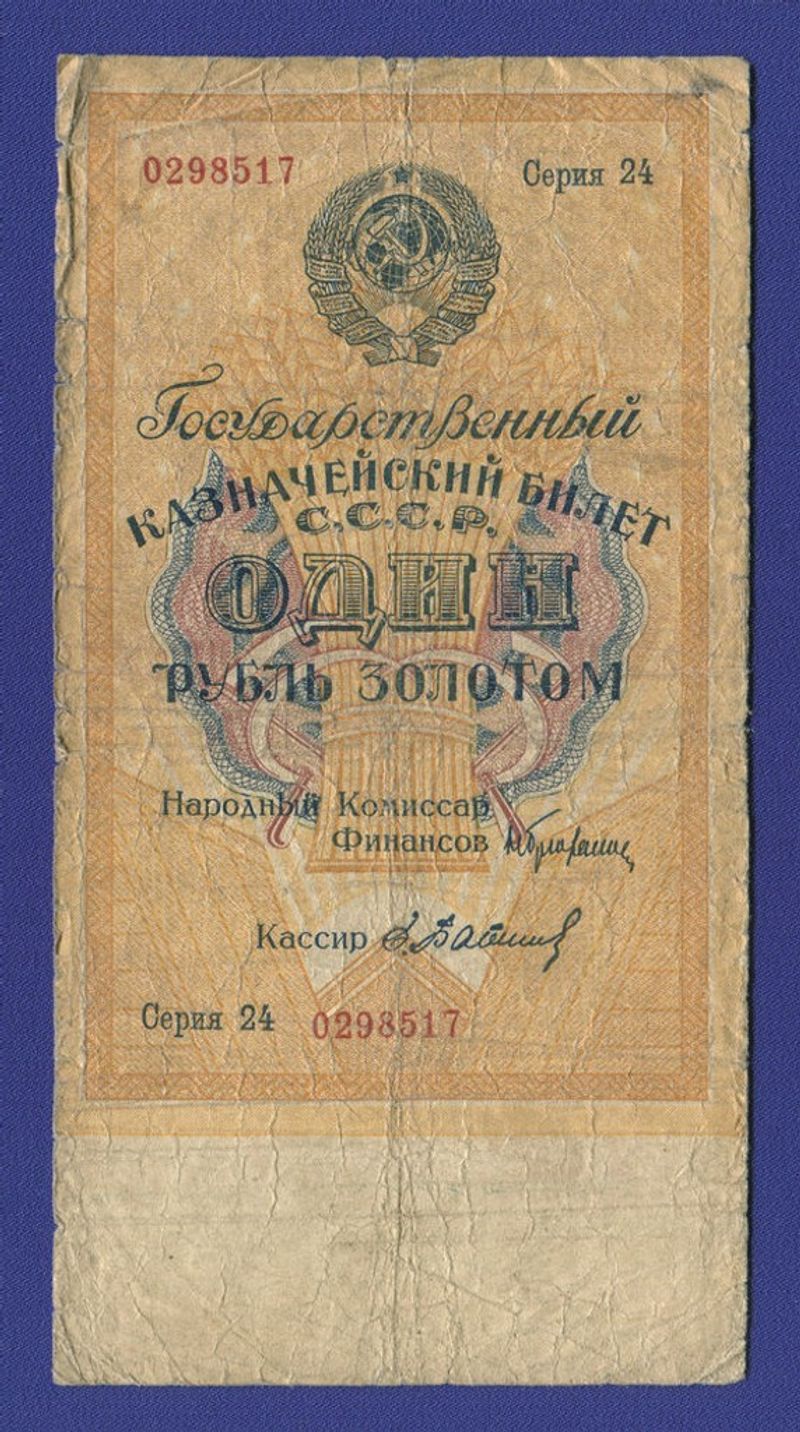 0298517 Серия 24
Государственный
КАЗНАЧЕЙСКИЙ БИЛЕТ
С.С.С.Р.
ОДИН
РУБЛЬ ЗОЛОТОМ
Народный Комиссар
Финансов
Кассир
Серия 24 0298517